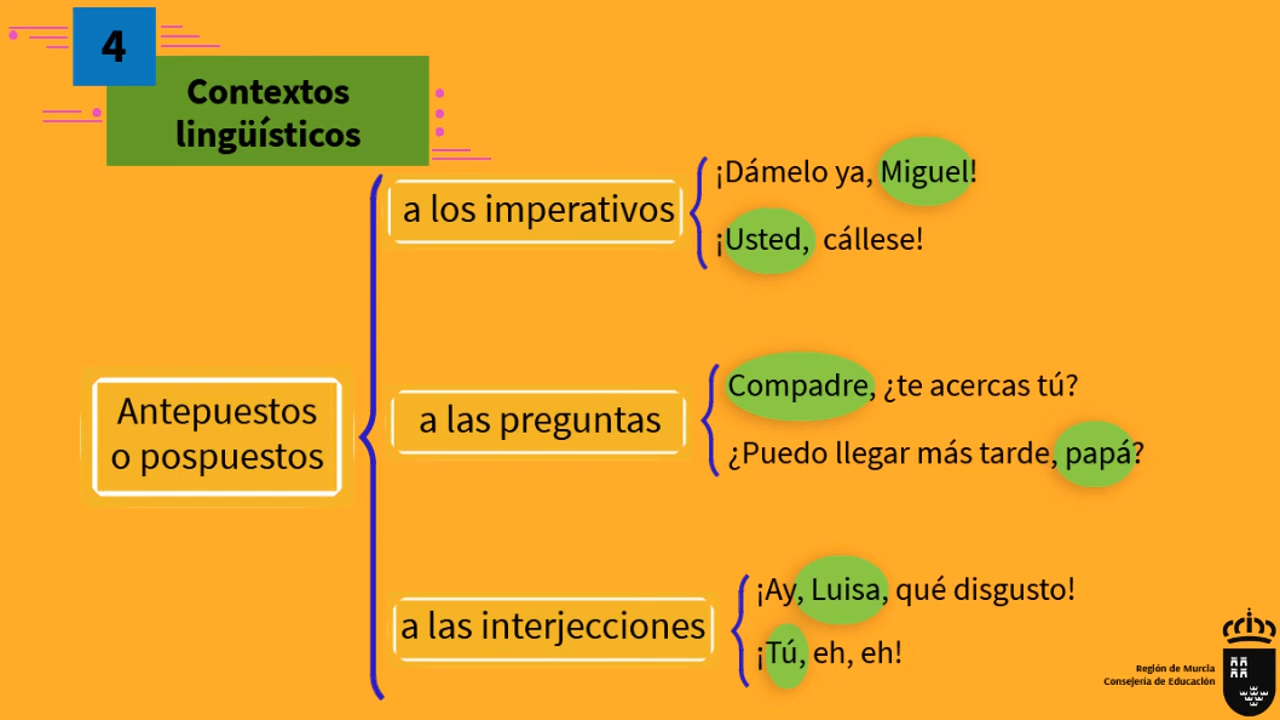 4
Contextos
lingüísticos
Antepuestos
o pospuestos
a los imperativos
¡Dámelo ya, Miguel!
¡Usted, cállese!
a las preguntas
Compadre, ¿te acercas tú?
¿Puedo llegar más tarde, papá?
a las interjecciones
¡Ay, Luisa, qué disgusto!
¡Tú, eh, eh!
Región de Murcia
Consejería de Educación